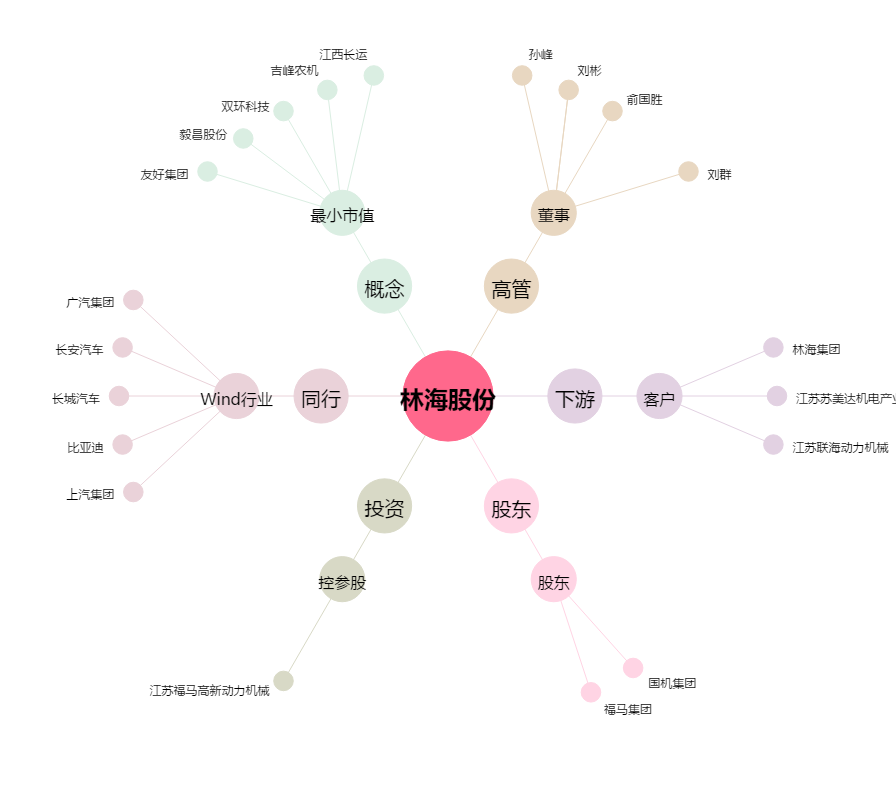 江西长运
孙峰
吉峰农机
刘彬
双环科技
俞国胜
毅昌股份
友好集团
刘群
最小市值
董事
概念
高管
广汽集团
长安汽车
林海集团
长城汽车
Wind行业
同行
林海股份
下游
客户
江苏苏美达机电产
比亚迪
江苏联海动力机械
上汽集团
投资
股东
控参股
股东
江苏福马高新动力机械
国机集团
福马集团